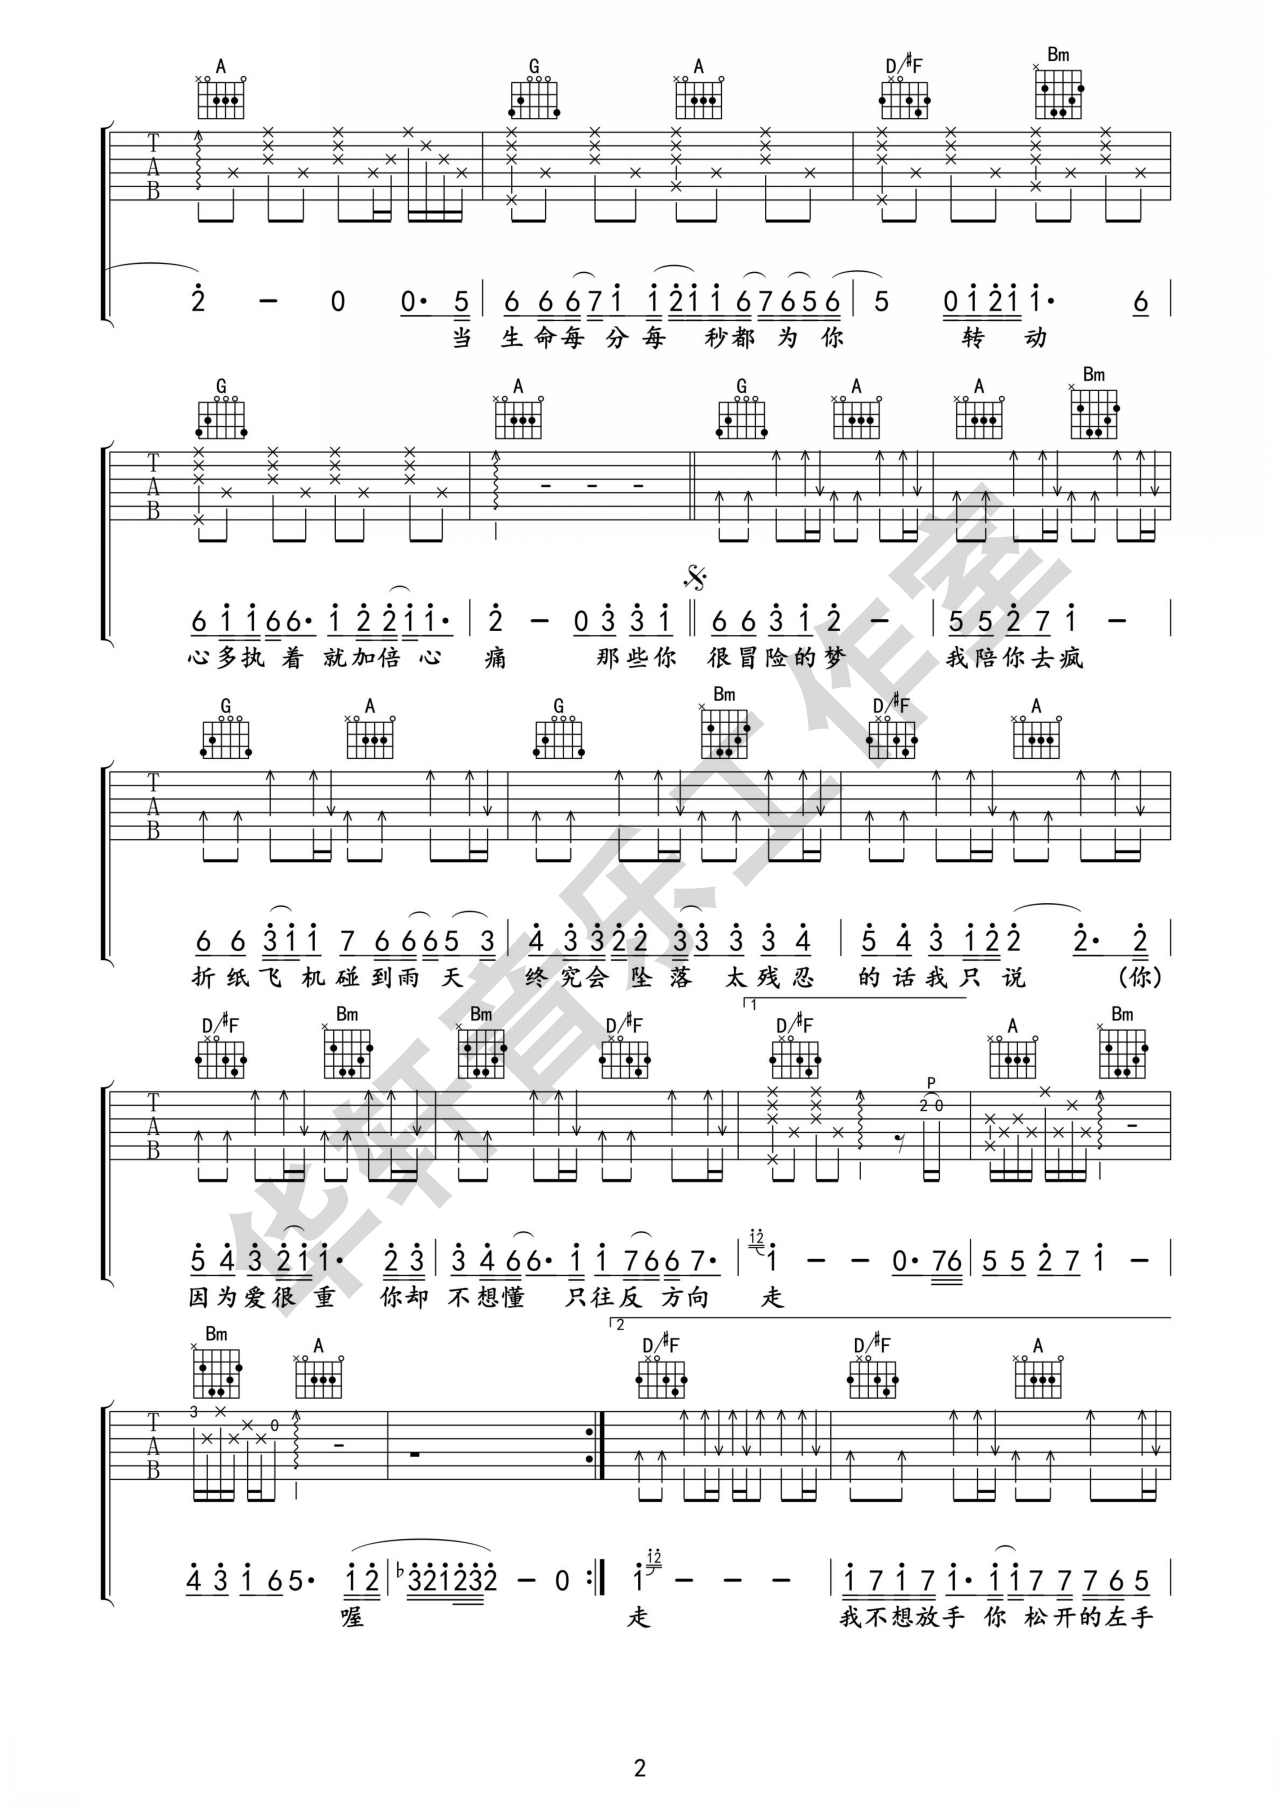 A G A D/#F Bm
T
A
B
2 － 0 0· 5 | 6 6 6 7 1 1 2 1 1 6 7 6 5 6 | 5 0 1 2 1 1· 6 |
当 生命每 分每 秒都 为你 转 动
G A G A A Bm
T
A
B
6 1 1 6 6· 1 2 2 1 1· | 2 － 0 3 3 1 || 6 6 3 1 2 － | 5 5 2 7 1 － |
心多执 着 就加倍 心 痛 那些你 很冒险的梦 我陪你去疯
G A G Bm D/#F A
T
A
B
6 6 3 1 1 7 6 6 6 5 3 | 4 3 3 2 2 3 3 3 3 4 | 5 4 3 1 2 2 2· 2 |
折纸飞 机碰到雨 天 终究会 坠落 太残忍 的话我只说 (你)
1
D/#F Bm Bm D/#F D/#F A Bm
P
2 0
T
A
B
5 4 3 2 1 1· 2 3 | 3 4 6 6· 1 1 7 6 6 7· | 12 1 － － 0· 7 6 | 5 5 2 7 1 － |
因为爱很 重 你却 不想懂 只往反 方向 走
2
Bm A D/#F D/#F A
3 0
T
A
B
4 3 1 6 5· 1 2 | ♭3 2 1 2 3 2 － 0 :| 1 12 － － － | 1 7 1 7 1· 1 1 7 7 7 6 5 |
喔 走 我不想放手 你 松开的左手
华轩音乐工作室
2